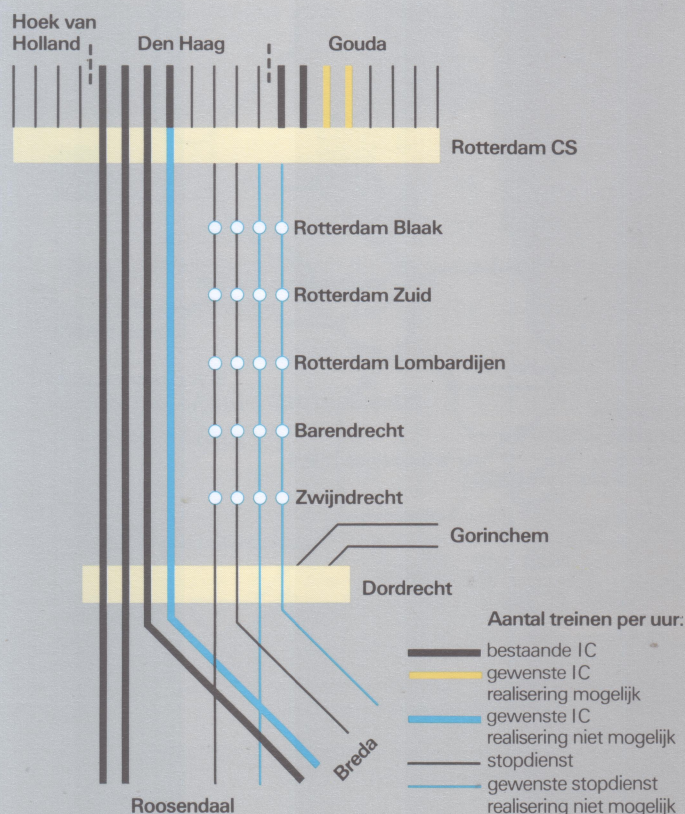 Hoek van
Holland
Den Haag
Gouda
Rotterdam CS
Rotterdam Blaak
Rotterdam Zuid
Rotterdam Lombardijen
Barendrecht
Zwijndrecht
Gorinchem
Dordrecht
Aantal treinen per uur:
bestaande IC
gewenste IC
realisering mogelijk
gewenste IC
realisering niet mogelijk
stopdienst
gewenste stopdienst
realisering niet mogelijk
Breda
Roosendaal